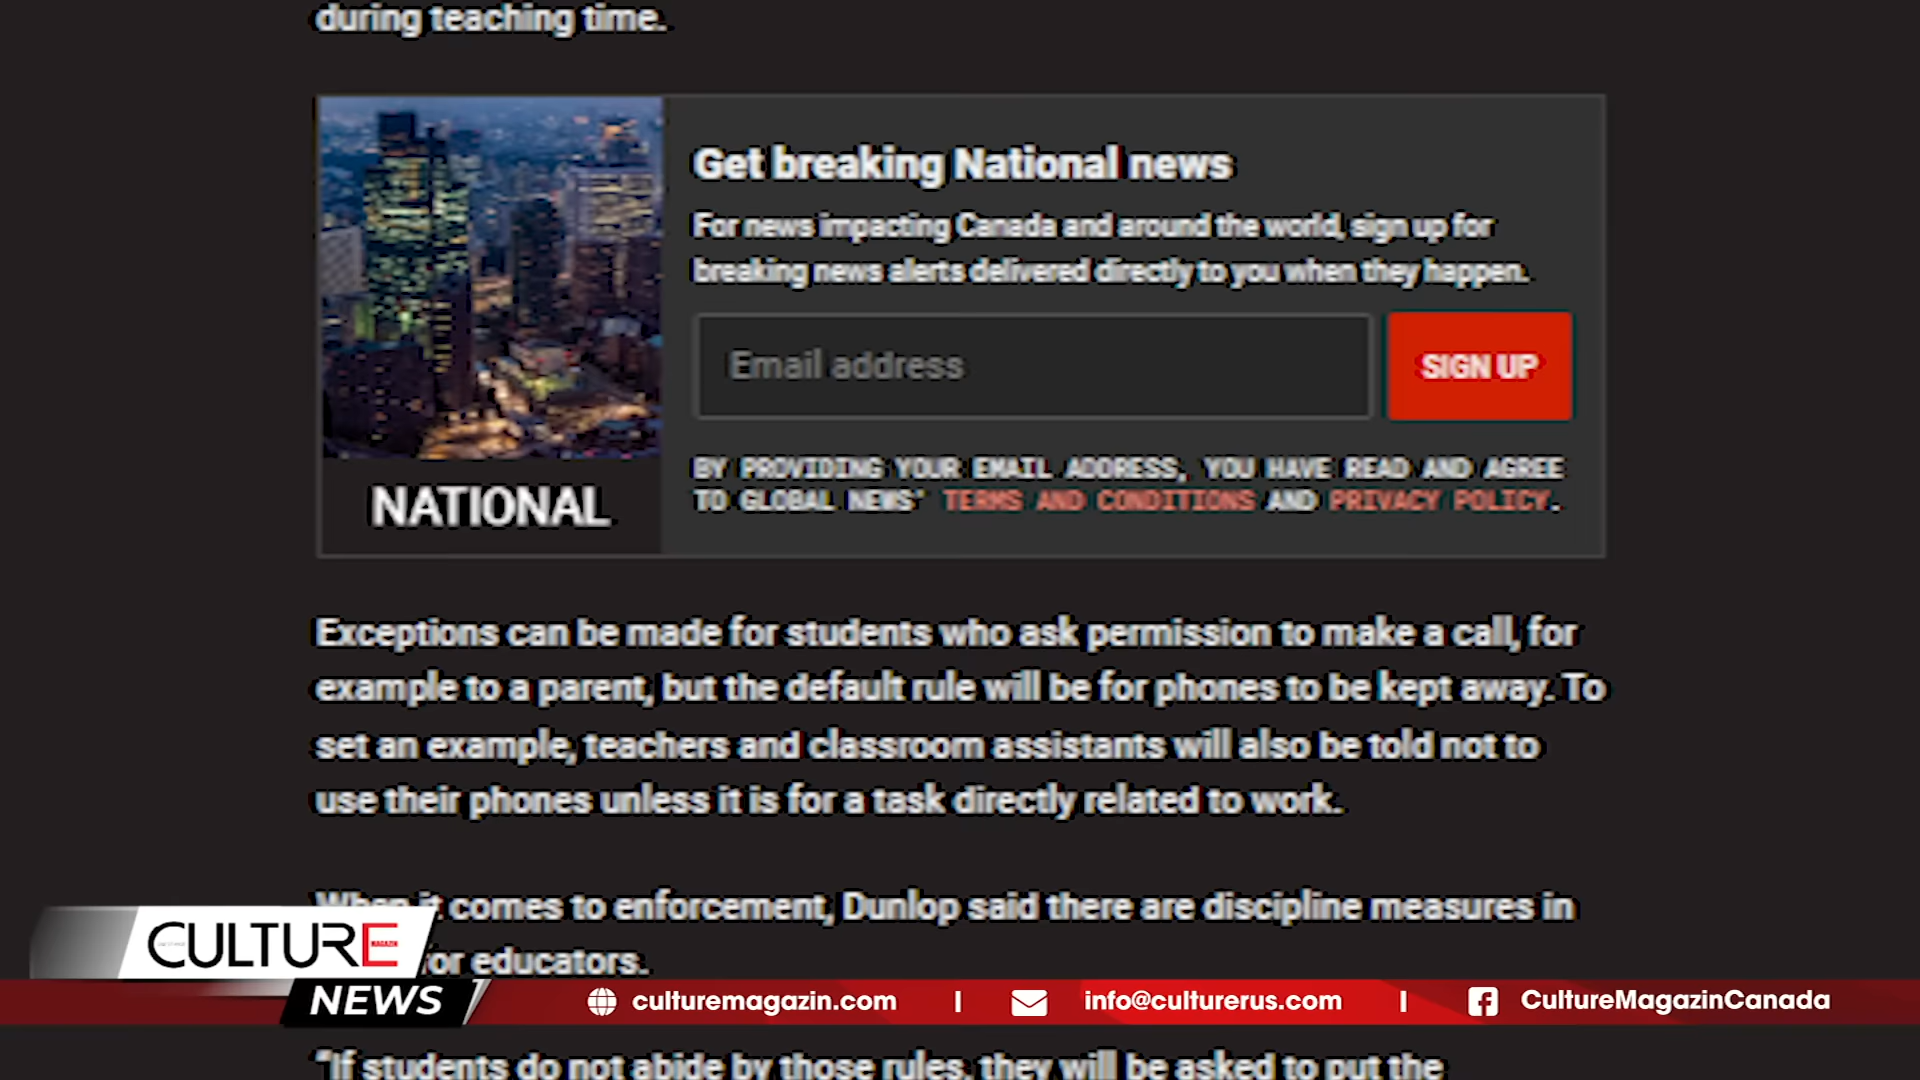 during teaching time.
Get breaking National news
For news impacting Canada and around the world, sign up for
breaking news alerts delivered directly to you when they happen.
Email address
SIGN UP
BY PROVIDING YOUR EMAIL ADDRESS, YOU HAVE READ AND AGREE
TO GLOBAL NEWS' TERMS AND CONDITIONS AND PRIVACY POLICY.
NATIONAL
Exceptions can be made for students who ask permission to make a call, for
example to a parent, but the default rule will be for phones to be kept away. To
set an example, teachers and classroom assistants will also be told not to
use their phones unless it is for a task directly related to work.
When it comes to enforcement, Dunlop said there are discipline measures in
for educators.
CULTURE
NEWS
culturemagazin.com | info@culturerus.com | CultureMagazinCanada
"If students do not abide by those rules, they will be asked to put the